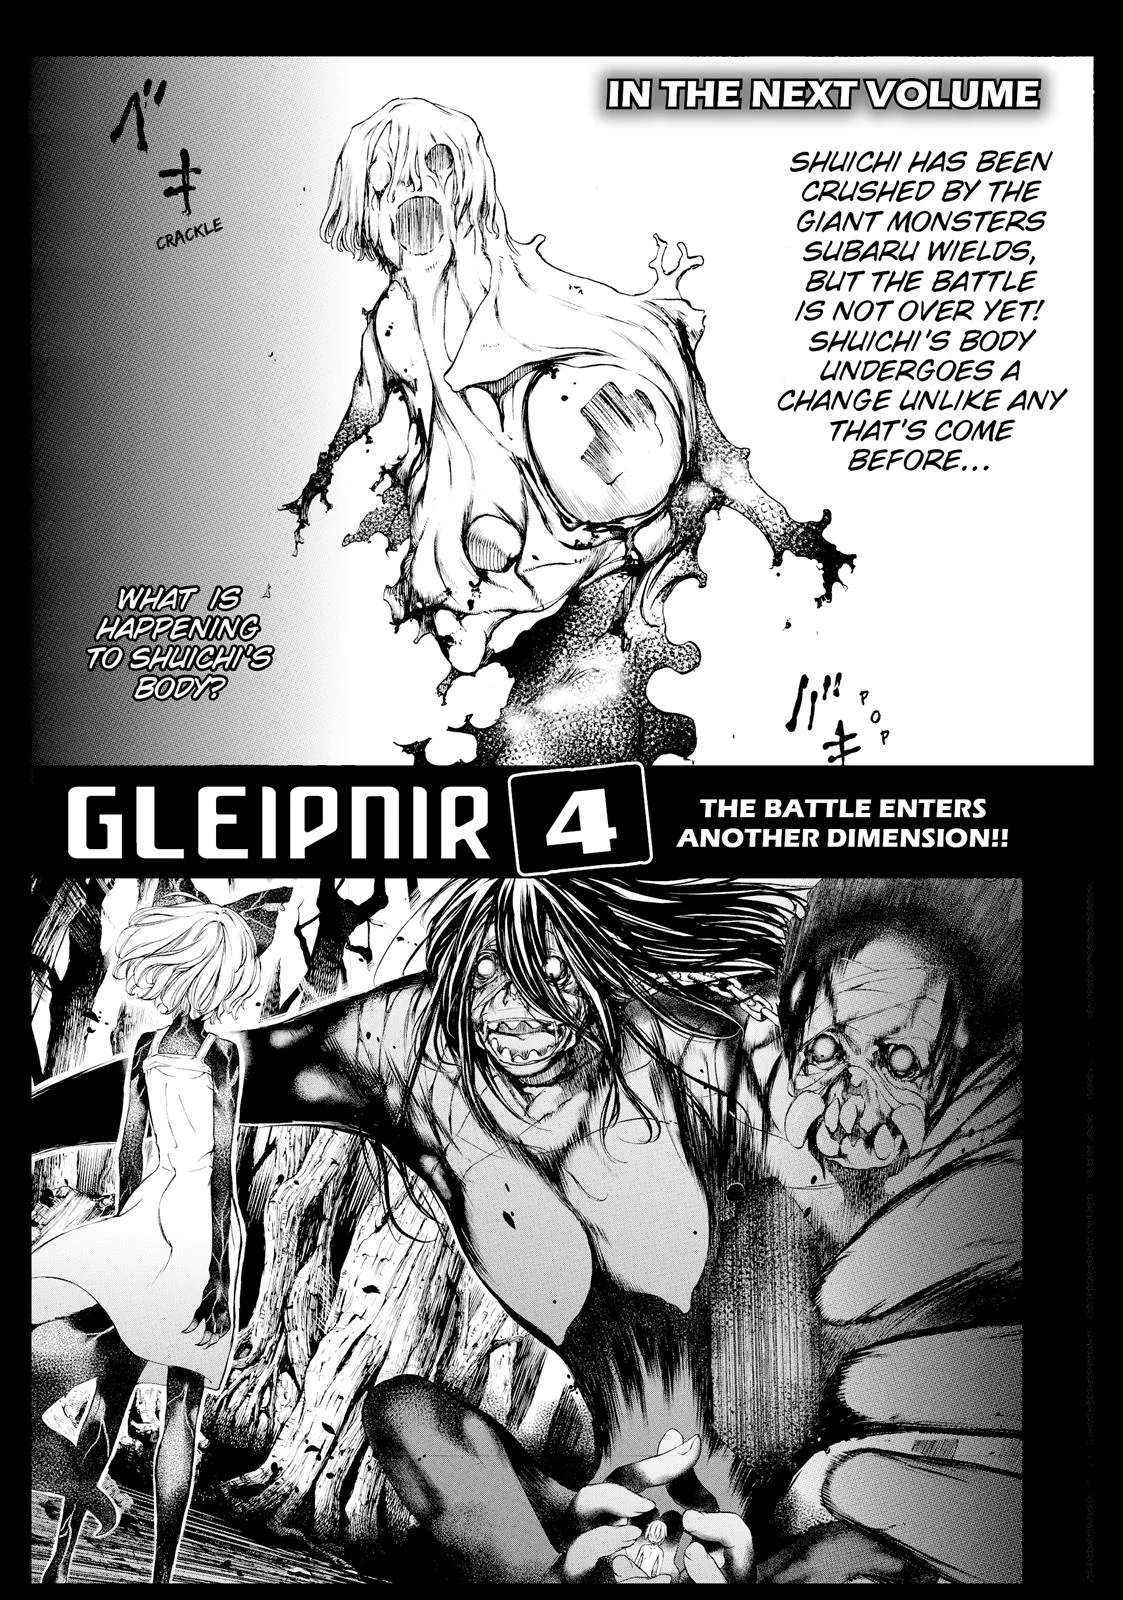 IN THE NEXT VOLUME
SHUICHI HAS BEEN
CRUSHED BY THE
GIANT MONSTERS
SUBARU WIELDS,
BUT THE BATTLE
IS NOT OVER YET!
SHUICHI'S BODY
UNDERGOES A
CHANGE UNLIKE ANY
THAT'S COME
BEFORE...
ベキ
CRACKLE
WHAT IS
HAPPENING
TO SHUICHI'S
BODY?
バキ
POP
GLEIPNIR 4
THE BATTLE ENTERS
ANOTHER DIMENSION!!